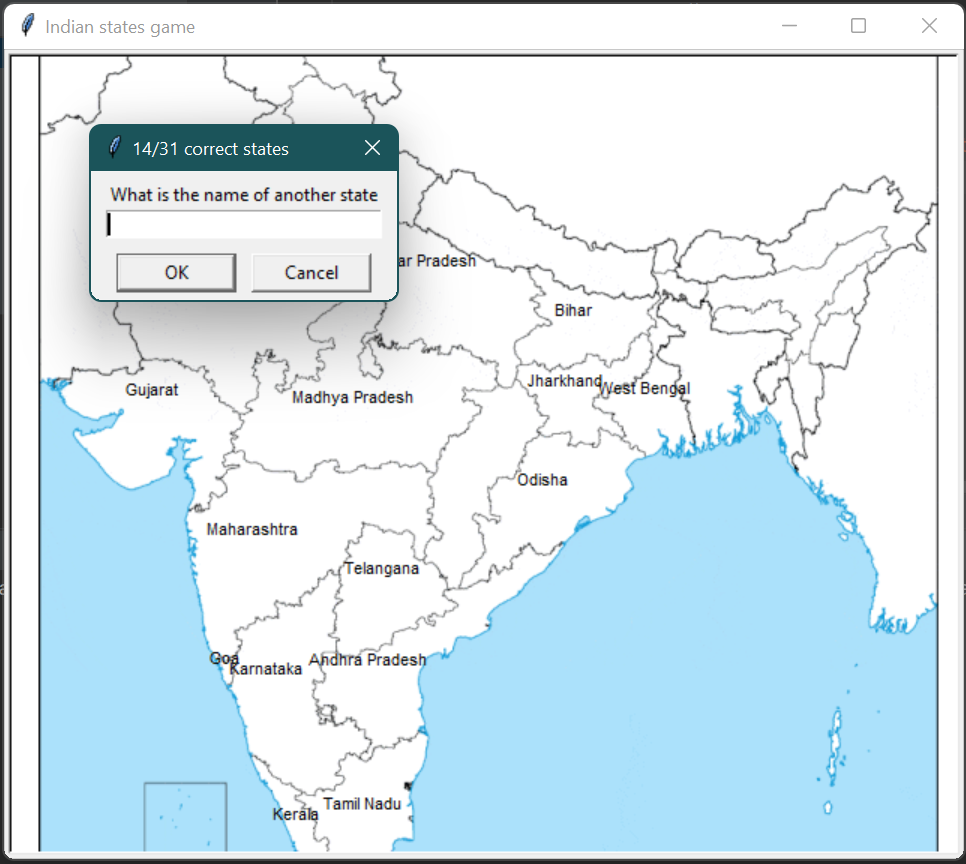 Indian states game
14/31 correct states
What is the name of another state
OK
Cancel
ar Pradesh
Bihar
Jharkhand
West Bengal
Gujarat
Madhya Pradesh
Odisha
Maharashtra
Telangana
Goa
Karnataka
Andhra Pradesh
Tamil Nadu
Kerala